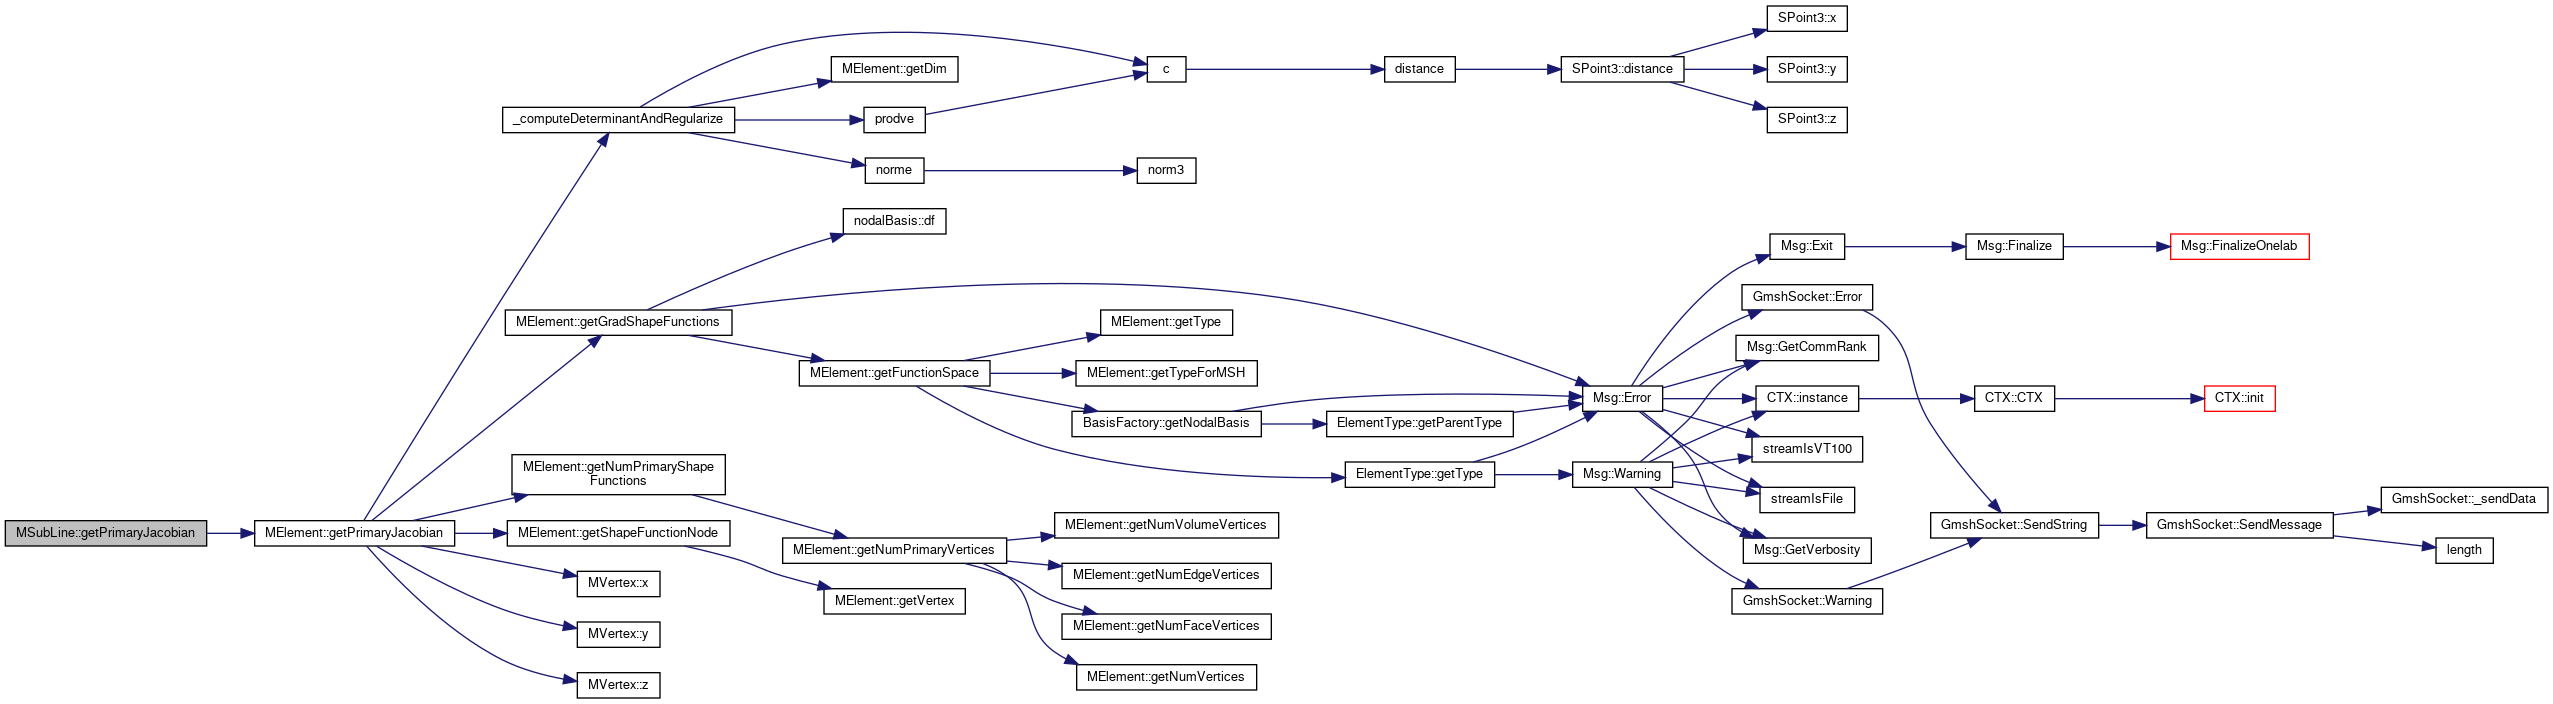 MSubLine::getPrimaryJacobian
MElement::getPrimaryJacobian
_computeDeterminantAndRegularize
c
distance
SPoint3::distance
SPoint3::x
SPoint3::y
SPoint3::z
MElement::getDim
prodve
norme
norm3
MElement::getGradShapeFunctions
nodalBasis::df
MElement::getFunctionSpace
MElement::getType
MElement::getTypeForMSH
BasisFactory::getNodalBasis
ElementType::getParentType
ElementType::getType
Msg::Error
Msg::Warning
Msg::Exit
Msg::Finalize
Msg::FinalizeOnelab
GmshSocket::Error
Msg::GetCommRank
CTX::instance
CTX::CTX
CTX::init
streamIsVT100
streamIsFile
Msg::GetVerbosity
GmshSocket::Warning
GmshSocket::SendString
GmshSocket::SendMessage
GmshSocket::_sendData
length
MElement::getNumPrimaryShape
Functions
MElement::getNumPrimaryVertices
MElement::getNumVolumeVertices
MElement::getNumEdgeVertices
MElement::getNumFaceVertices
MElement::getNumVertices
MElement::getShapeFunctionNode
MElement::getVertex
MVertex::x
MVertex::y
MVertex::z